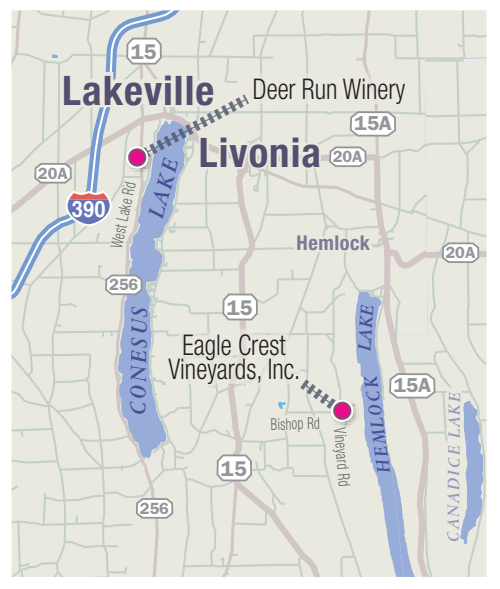 15
Lakeville
Deer Run Winery
15A
Livonia
20A
20A
390
West Lake Rd
LAKE
Hemlock
20A
256
CONESUS
15
HEMLOCK LAKE
Eagle Crest
Vineyards, Inc.
15A
CANADICE LAKE
Bishop Rd
Vineyard Rd
15
256